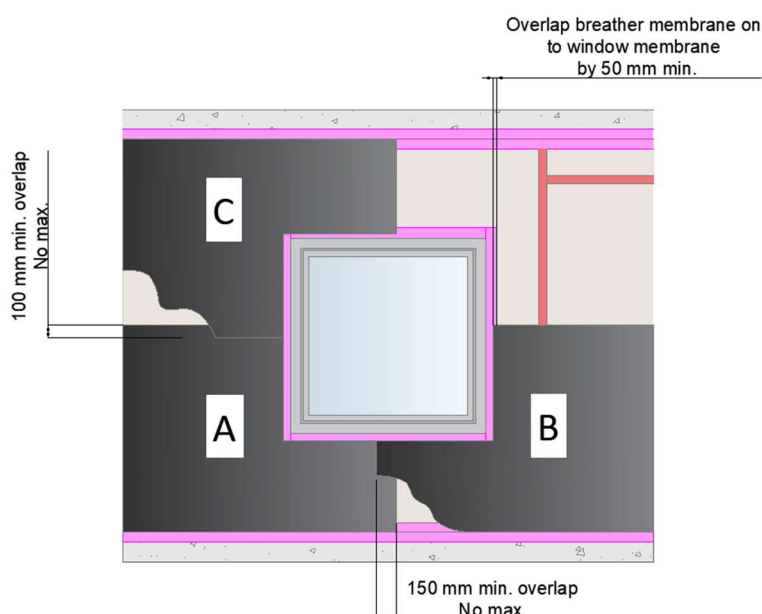 Overlap breather membrane on
to window membrane
by 50 mm min.
100 mm min. overlap
No max.
C
A
B
150 mm min. overlap
No max